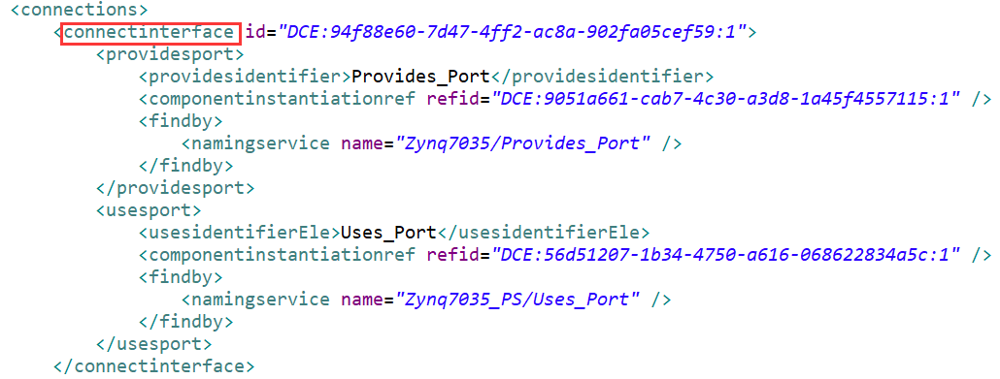 <connections>
<connectinterface id="DCE:94f88e60-7d47-4ff2-ac8a-902fa05cef59:1">
<providesport>
<providesidentifier>Provides_Port</providesidentifier>
<componentinstantiationref refid="DCE:9051a661-cab7-4c30-a3d8-1a45f4557115:1" />
<findby>
<namingservice name="Zynq7035/Provides_Port" />
</findby>
</providesport>
<usesport>
<usesidentifierEle>Uses_Port</usesidentifierEle>
<componentinstantiationref refid="DCE:56d51207-1b34-4750-a616-068622834a5c:1" />
<findby>
<namingservice name="Zynq7035_PS/Uses_Port" />
</findby>
</usesport>
</connectinterface>